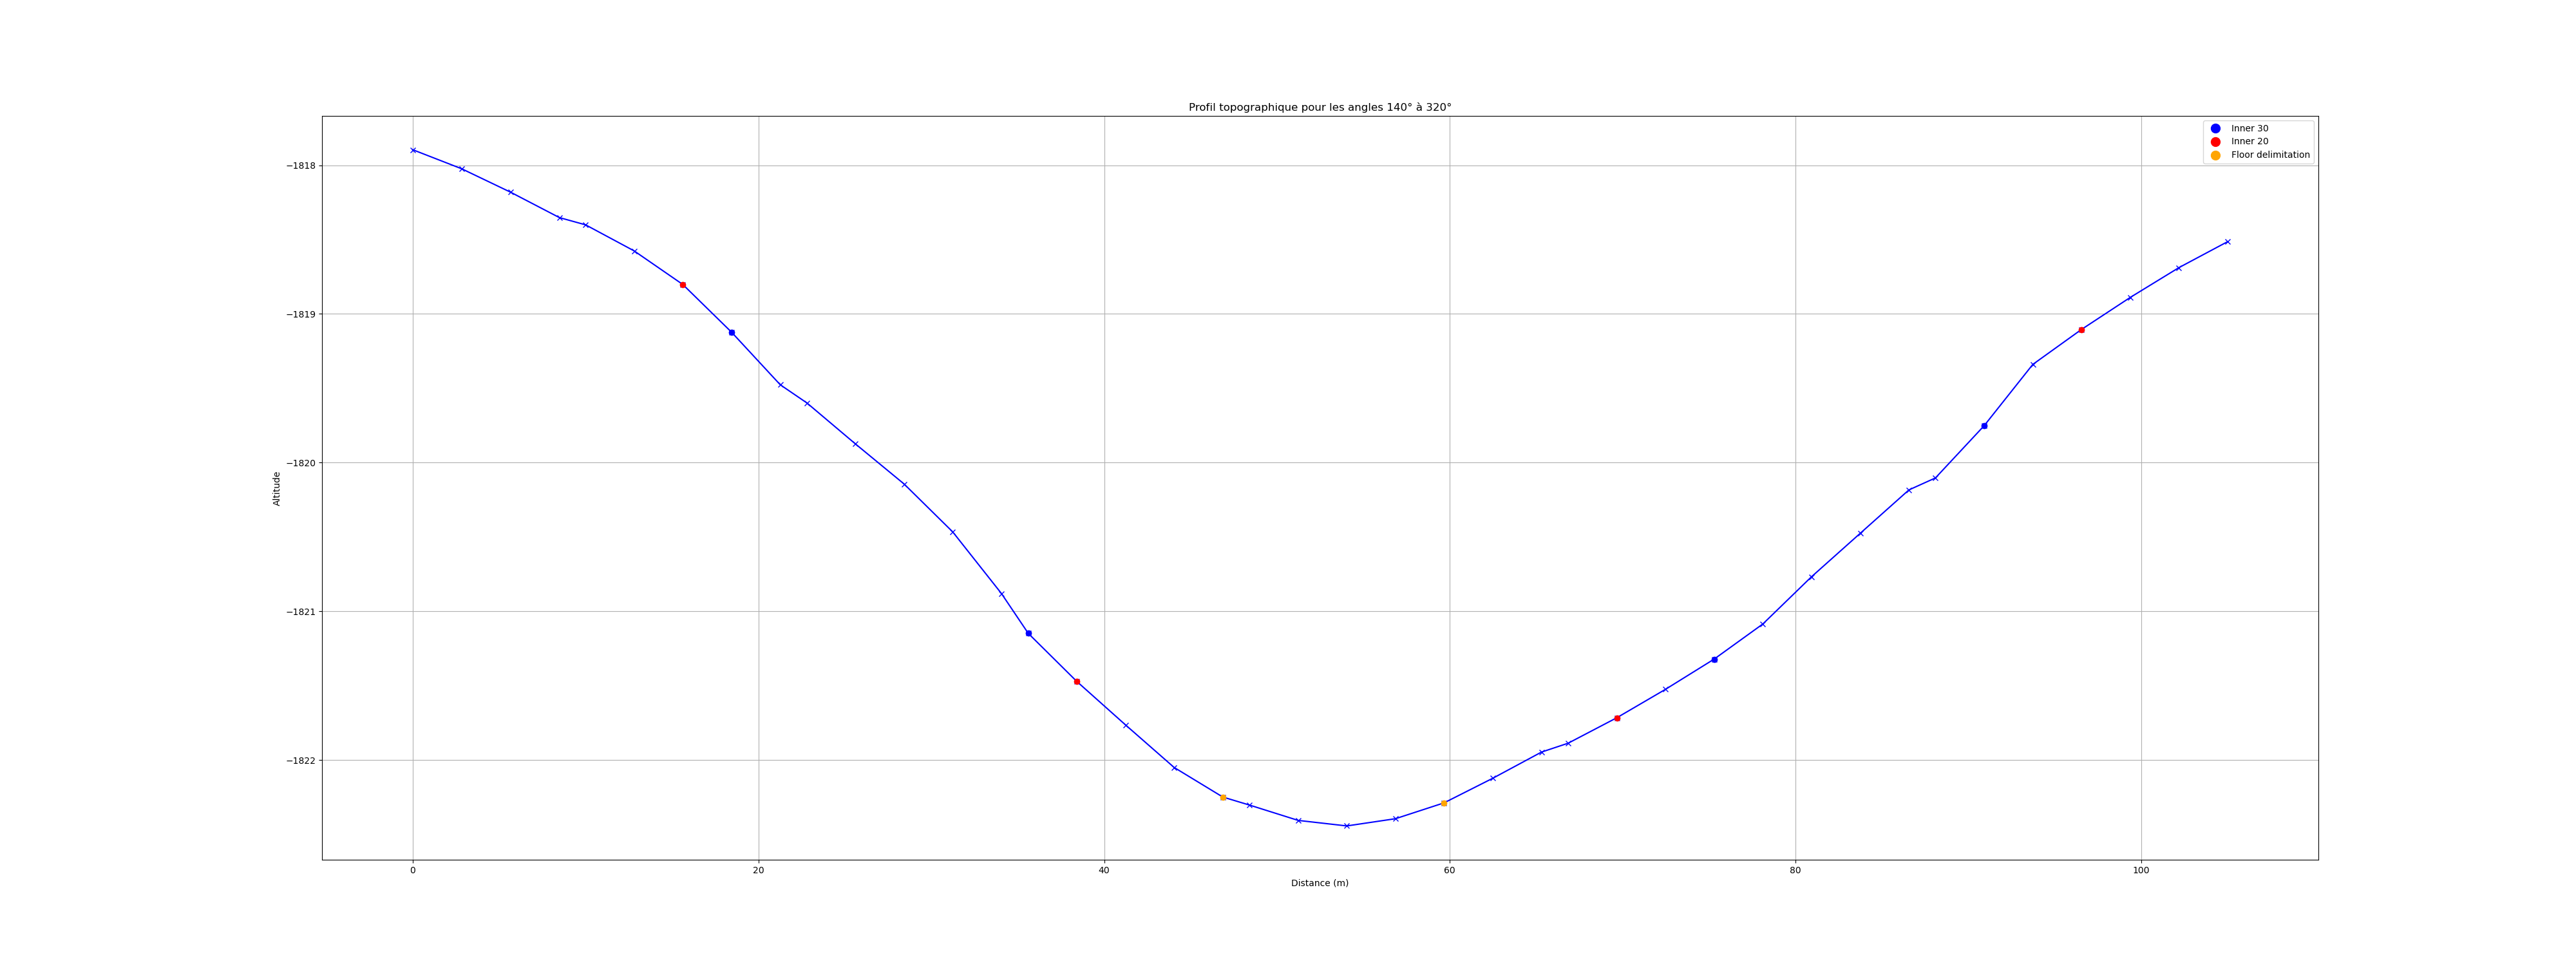 Profil topographique pour les angles 140° à 320°
Inner 30
Inner 20
Floor delimitation
−1818
−1819
−1820
−1821
−1822
Altitude
0 20 40 60 80 100
Distance (m)